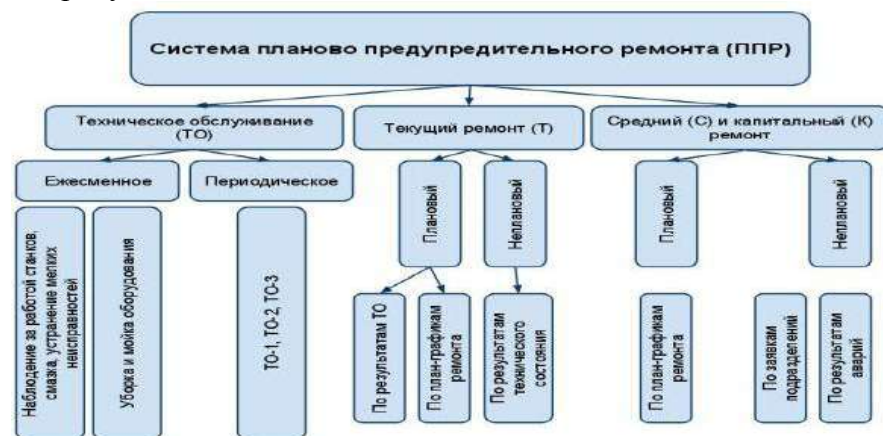 Система планово предупредительного ремонта (ППР)
Техническое обслуживание
(ТО)
Текущий ремонт (Т)
Средний (С) и капитальный (К)
ремонт
Ежесменное
Периодическое
Плановый
Неплановый
Плановый
Неплановый
Наблюдение за работой станков,
смазка, устранение мелких
неисправностей
Уборка и мойка оборудования
ТО-1, ТО-2, ТО-3
По результатам ТО
По план-графикам
ремонта
По результатам
технического
состояния
По план-графикам
ремонта
По заявкам
подразделений
По результатам
аварий